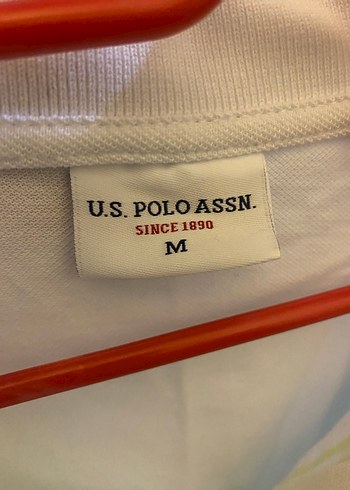 U.S. POLO ASSN.
SINCE 1890
M